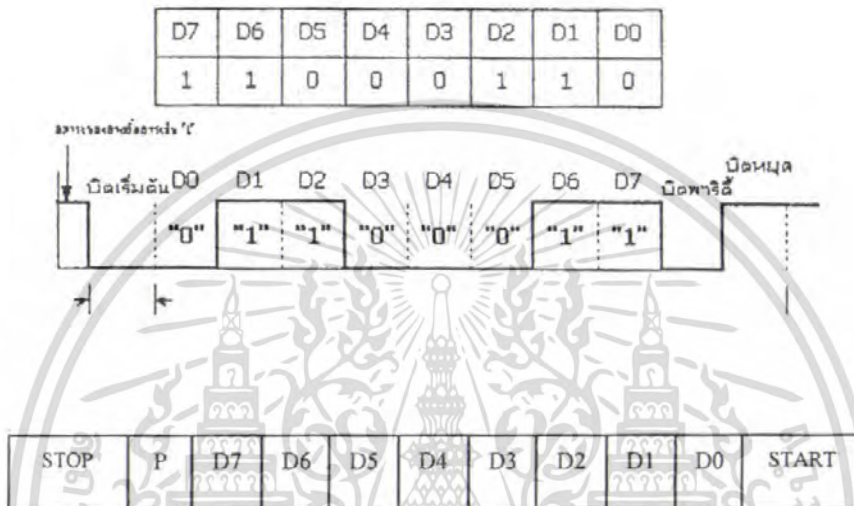 D7 D6 D5 D4 D3 D2 D1 D0
1 1 0 0 0 1 1 0
บิตเริ่มต้น D0 D1 D2 D3 D4 D5 D6 D7 บิตพาริตี้ บิตหยุด
"0" "1" "1" "0" "0" "0" "1" "1"
STOP P D7 D6 D5 D4 D3 D2 D1 D0 START